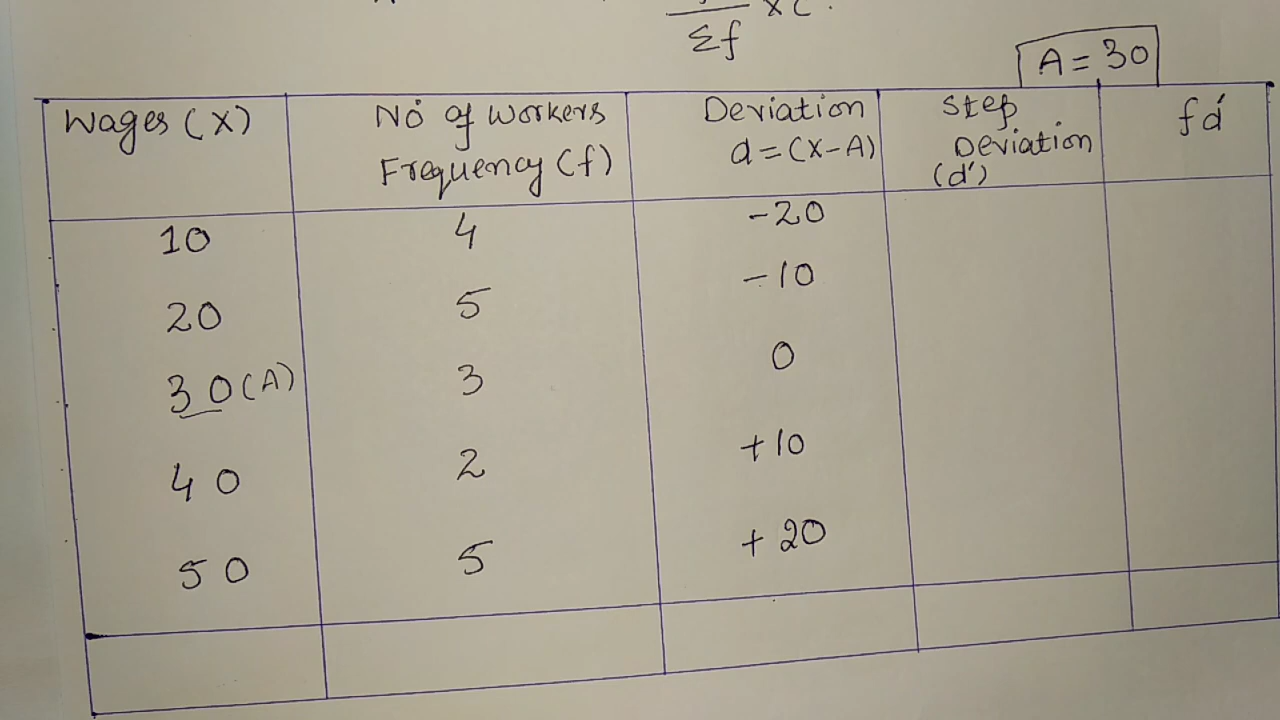 Σf
× C.
A = 30
Wages (X)
No of Workers
Frequency (f)
Deviation
d = (X-A)
Step
Deviation
(d')
fd'
10 4 -20
20 5 -10
30 (A) 3 0
40 2 +10
50 5 +20